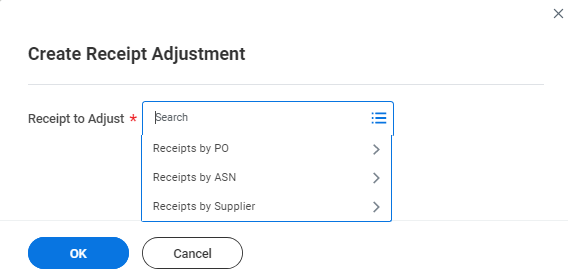 Create Receipt Adjustment
Receipt to Adjust *
Search
Receipts by PO
Receipts by ASN
Receipts by Supplier
OK Cancel